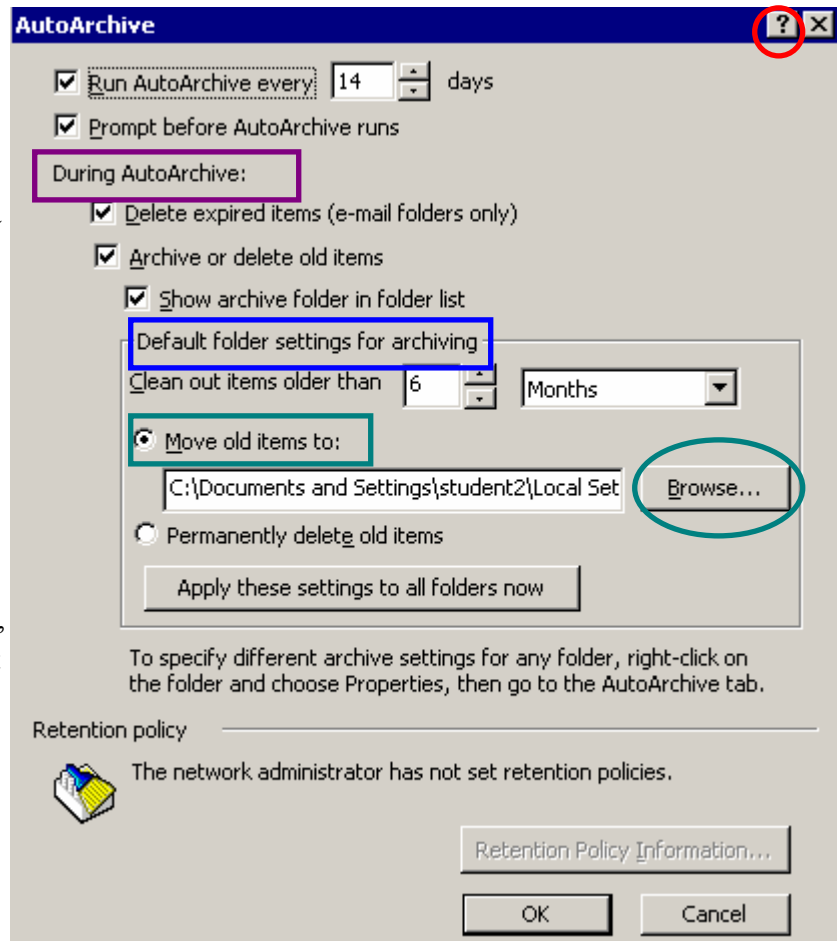 AutoArchive
Run AutoArchive every 14 days
Prompt before AutoArchive runs
During AutoArchive:
Delete expired items (e-mail folders only)
Archive or delete old items
Show archive folder in folder list
Default folder settings for archiving
Clean out items older than 6 Months
Move old items to:
C:\Documents and Settings\student2\Local Set Browse...
Permanently delete old items
Apply these settings to all folders now
To specify different archive settings for any folder, right-click on
the folder and choose Properties, then go to the AutoArchive tab.
Retention policy
The network administrator has not set retention policies.
Retention Policy Information...
OK Cancel